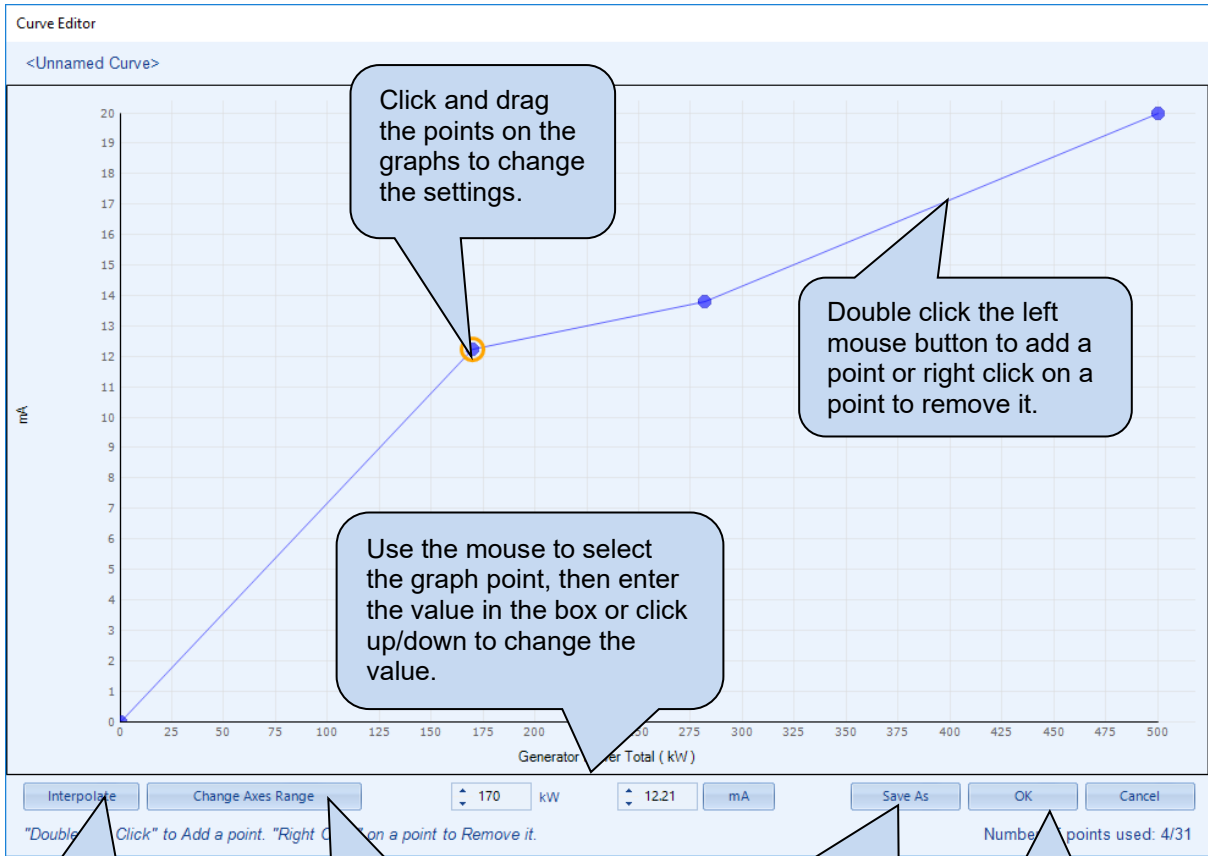 Curve Editor
<Unnamed Curve>
Click and drag
the points on the
graphs to change
the settings.
20
19
18
17
16
15
14
13
12
11
10
9
8
7
6
5
4
3
2
1
0
mA
Double click the left
mouse button to add a
point or right click on a
point to remove it.
Use the mouse to select
the graph point, then enter
the value in the box or click
up/down to change the
value.
0 25 50 75 100 125 150 175 200 50 275 300 325 350 375 400 425 450 475 500
Generator er Total ( kW )
Interpolate Change Axes Range 170 kW 12.21 mA Save As OK Cancel
"Double Click" to Add a point. "Right C on a point to Remove it. Number points used: 4/31